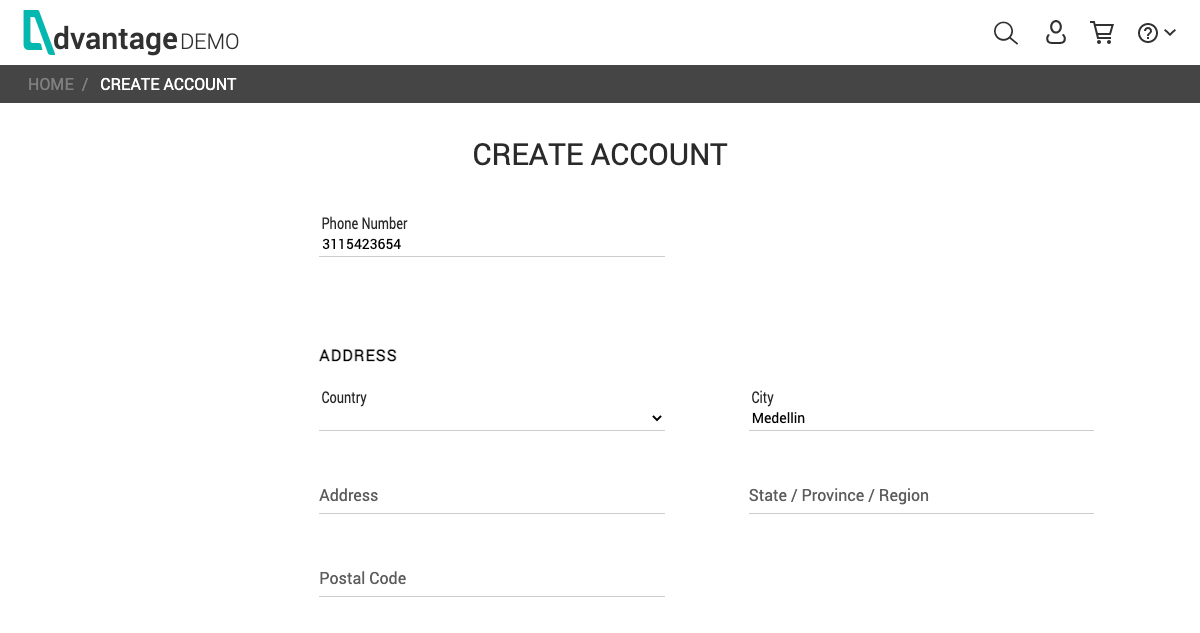 dvantage DEMO
HOME / CREATE ACCOUNT
CREATE ACCOUNT
Phone Number
3115423654
ADDRESS
Country
City
Medellin
Address
State / Province / Region
Postal Code